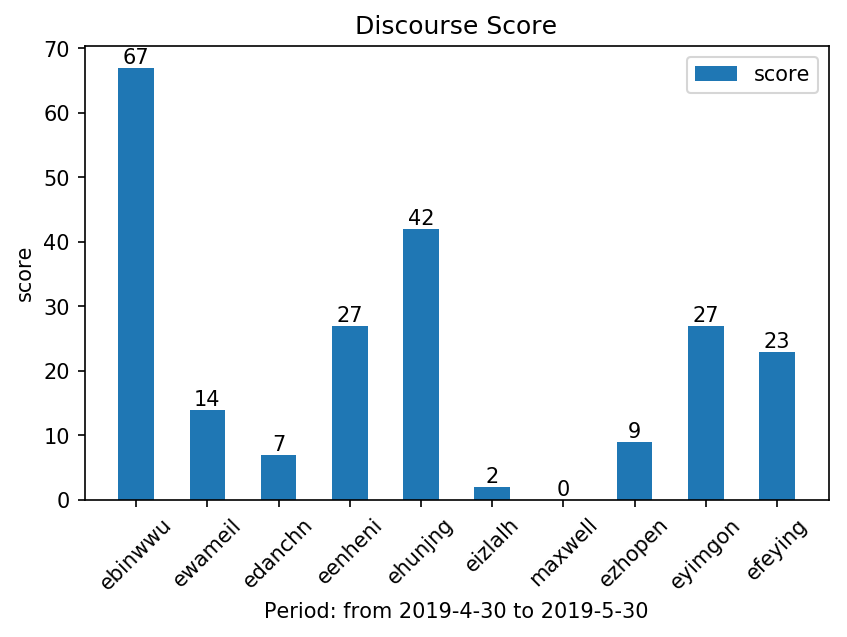 Discourse Score
score
70
60
50
40
30
20
10
0
score
67
14
7
27
42
2
0
9
27
23
ebinwwu
ewameil
edanchn
eenheni
ehunjng
eizlalh
maxwell
ezhopen
eyimgon
efeying
Period: from 2019-4-30 to 2019-5-30